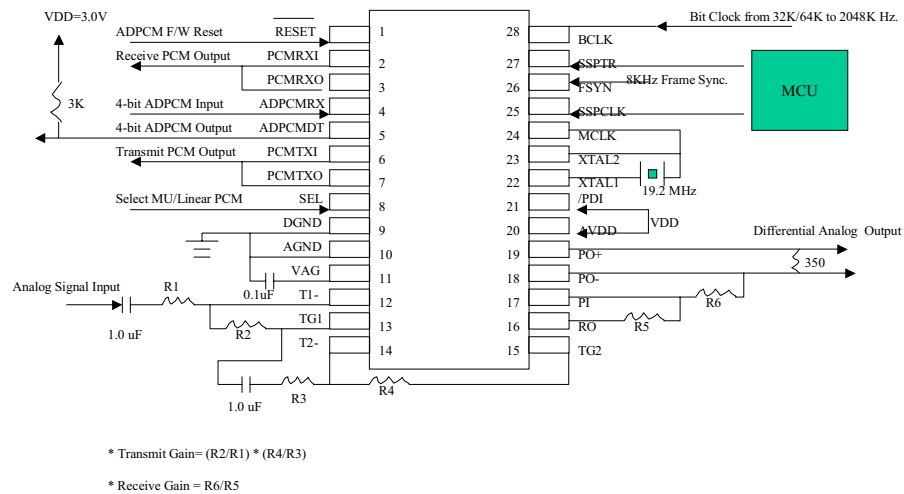 VDD=3.0V
ADPCM F/W Reset RESET 1 28 BCLK Bit Clock from 32K/64K to 2048K Hz.
Receive PCM Output PCMRXI 2 27 SSPTR
PCMRXO 3 26 FSYN 8KHz Frame Sync.
MCU
3K
4-bit ADPCM Input ADPCMRX 4 25 SSPCLK
4-bit ADPCM Output ADPCMDT 5 24 MCLK
Transmit PCM Output PCMTXI 6 23 XTAL2
PCMTXO 7 22 XTAL1
19.2 MHz
Select MU/Linear PCM SEL 8 21 /PDI
VDD
DGND 9 20 AVDD
Differential Analog Output
AGND 10 19 PO+
350
VAG 11 18 PO-
0.1uF
Analog Signal Input R1 T1- 12 17 PI R6
1.0 uF R2 TG1 13 16 RO R5
T2- 14 15 TG2
1.0 uF R3 R4
* Transmit Gain= (R2/R1) * (R4/R3)
* Receive Gain = R6/R5